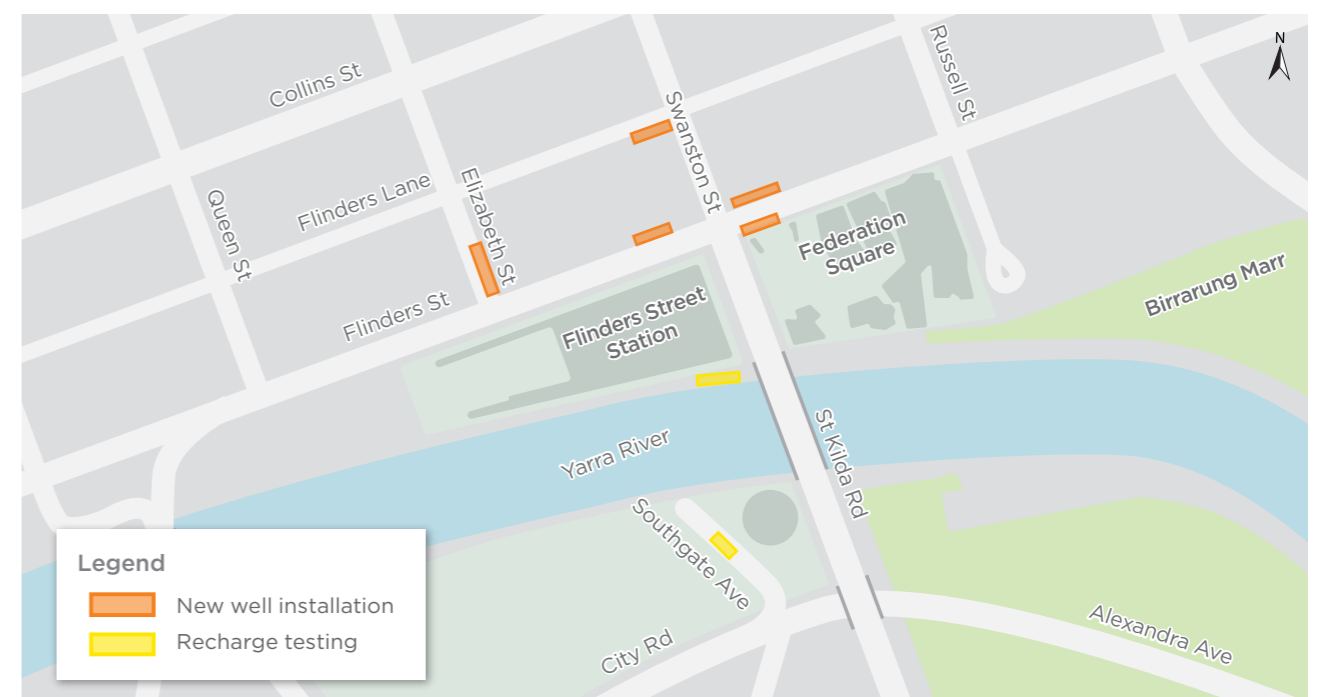 N
Collins St
Swanston St
Russell St
Flinders Lane
Elizabeth St
Queen St
Flinders St
Federation
Square
Birrarung Marr
Flinders Street
Station
Yarra River
St Kilda Rd
Southgate Ave
City Rd
Alexandra Ave
Legend
New well installation
Recharge testing